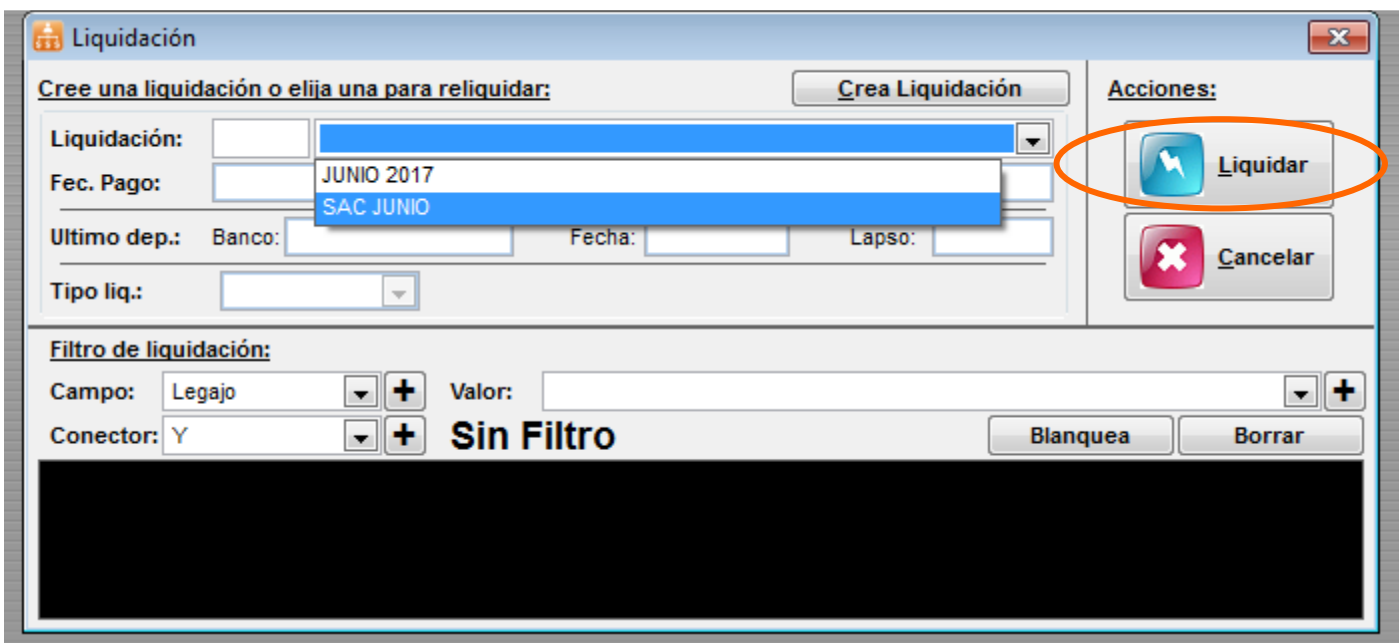 Liquidación
Cree una liquidación o elija una para reliquidar:
Crea Liquidación
Acciones:
Liquidación:
JUNIO 2017
SAC JUNIO
Fec. Pago:
Liquidar
Ultimo dep.: Banco: Fecha: Lapso:
Cancelar
Tipo liq.:
Filtro de liquidación:
Campo: Legajo + Valor: +
Conector: Y + Sin Filtro Blanquea Borrar